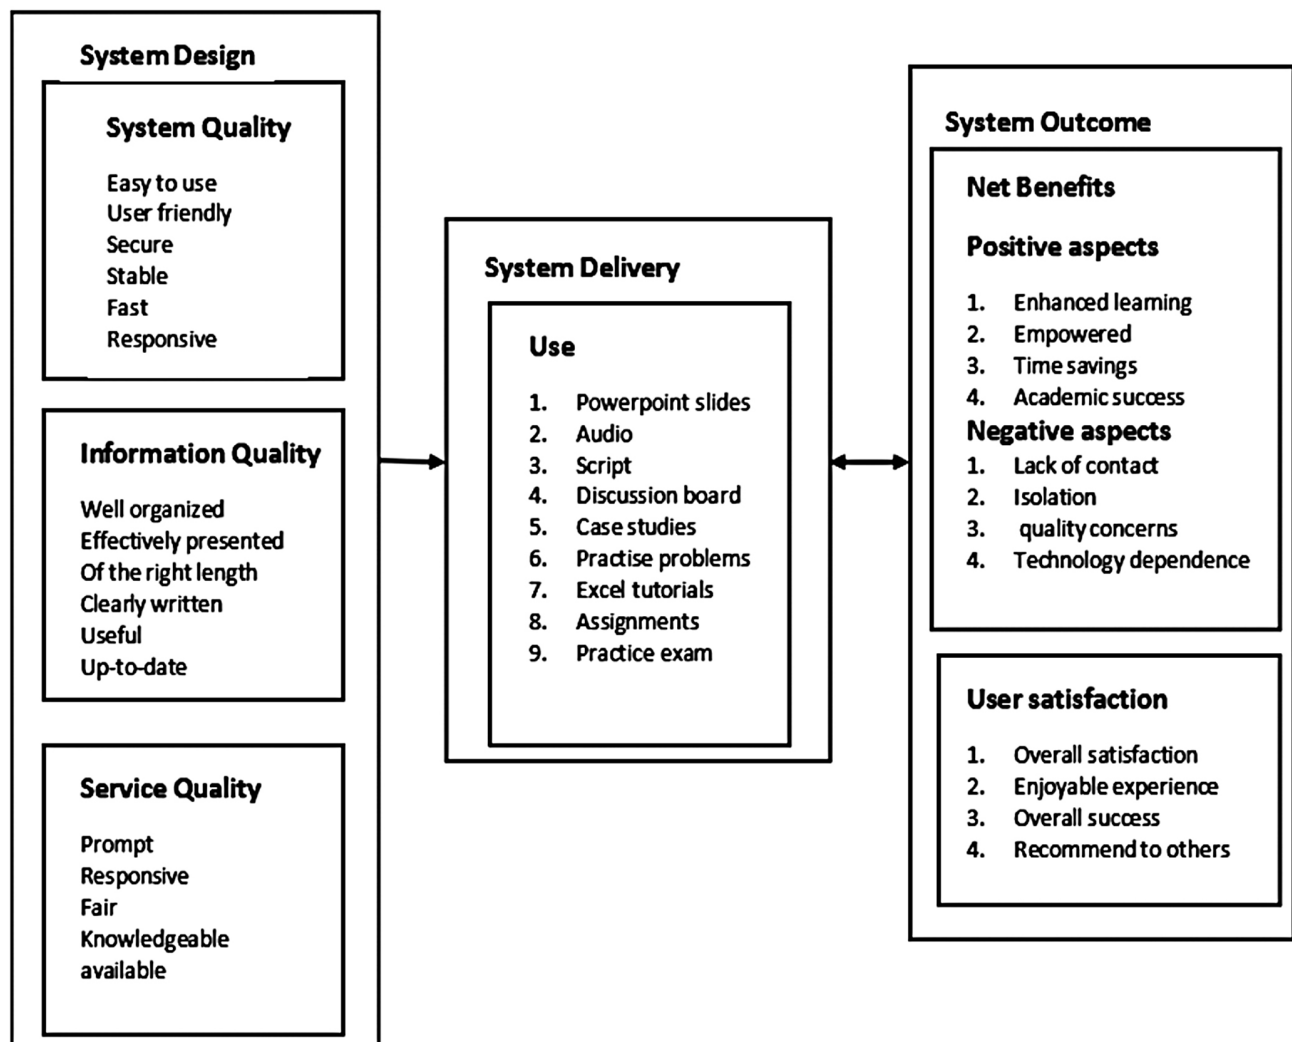 System Design
System Quality
Easy to use
User friendly
Secure
Stable
Fast
Responsive
Information Quality
Well organized
Effectively presented
Of the right length
Clearly written
Useful
Up-to-date
Service Quality
Prompt
Responsive
Fair
Knowledgeable
available
System Delivery
Use
1. Powerpoint slides
2. Audio
3. Script
4. Discussion board
5. Case studies
6. Practise problems
7. Excel tutorials
8. Assignments
9. Practice exam
System Outcome
Net Benefits
Positive aspects
1. Enhanced learning
2. Empowered
3. Time savings
4. Academic success
Negative aspects
1. Lack of contact
2. Isolation
3. quality concerns
4. Technology dependence
User satisfaction
1. Overall satisfaction
2. Enjoyable experience
3. Overall success
4. Recommend to others